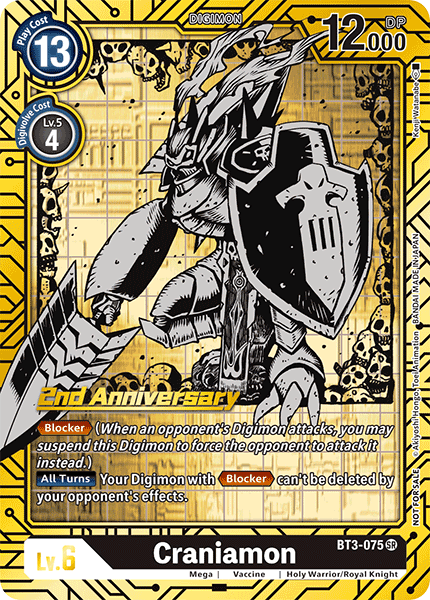 Play Cost
13
DIGIMON
DP
12,000
Digivolve Cost
Lv.5
4
Kenji Watanabe
2nd Anniversary
Blocker (When an opponent's Digimon attacks, you may
suspend this Digimon to force the opponent to attack it
instead.)
All Turns Your Digimon with Blocker can't be deleted by
your opponent's effects.
NOT FOR SALE ©Akiyoshi Hongo, Toei Animation BANDAI MADE IN JAPAN
Lv.6
Craniamon
BT3-075 SR
Mega | Vaccine | Holy Warrior/Royal Knight